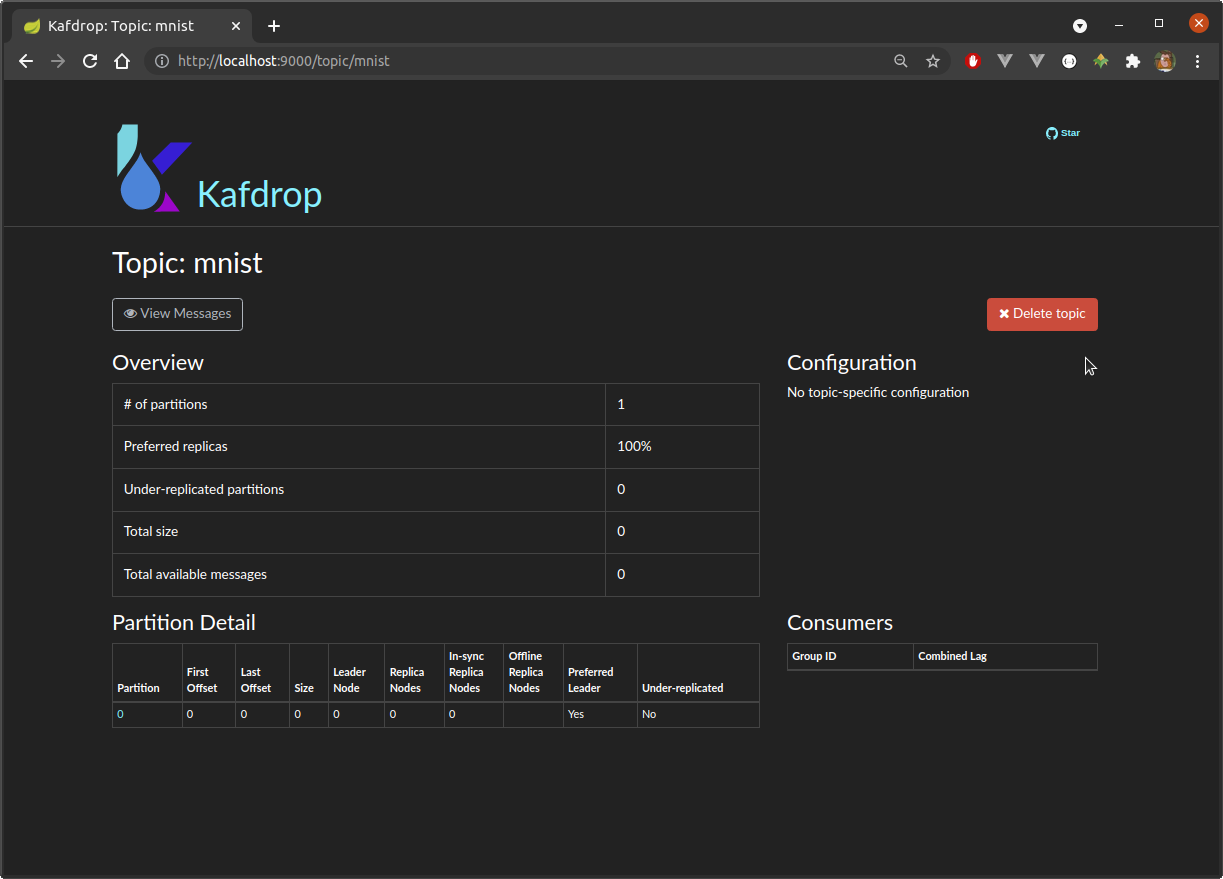 Kafdrop: Topic: mnist
http://localhost:9000/topic/mnist
Star
Kafdrop
Topic: mnist
View Messages
Delete topic
Overview
# of partitions 1
Preferred replicas 100%
Under-replicated partitions 0
Total size 0
Total available messages 0
Configuration
No topic-specific configuration
Partition Detail
Partition First Offset Last Offset Size Leader Node Replica Nodes In-sync Replica Nodes Offline Replica Nodes Preferred Leader Under-replicated
0 0 0 0 0 0 0 Yes No
Consumers
Group ID Combined Lag